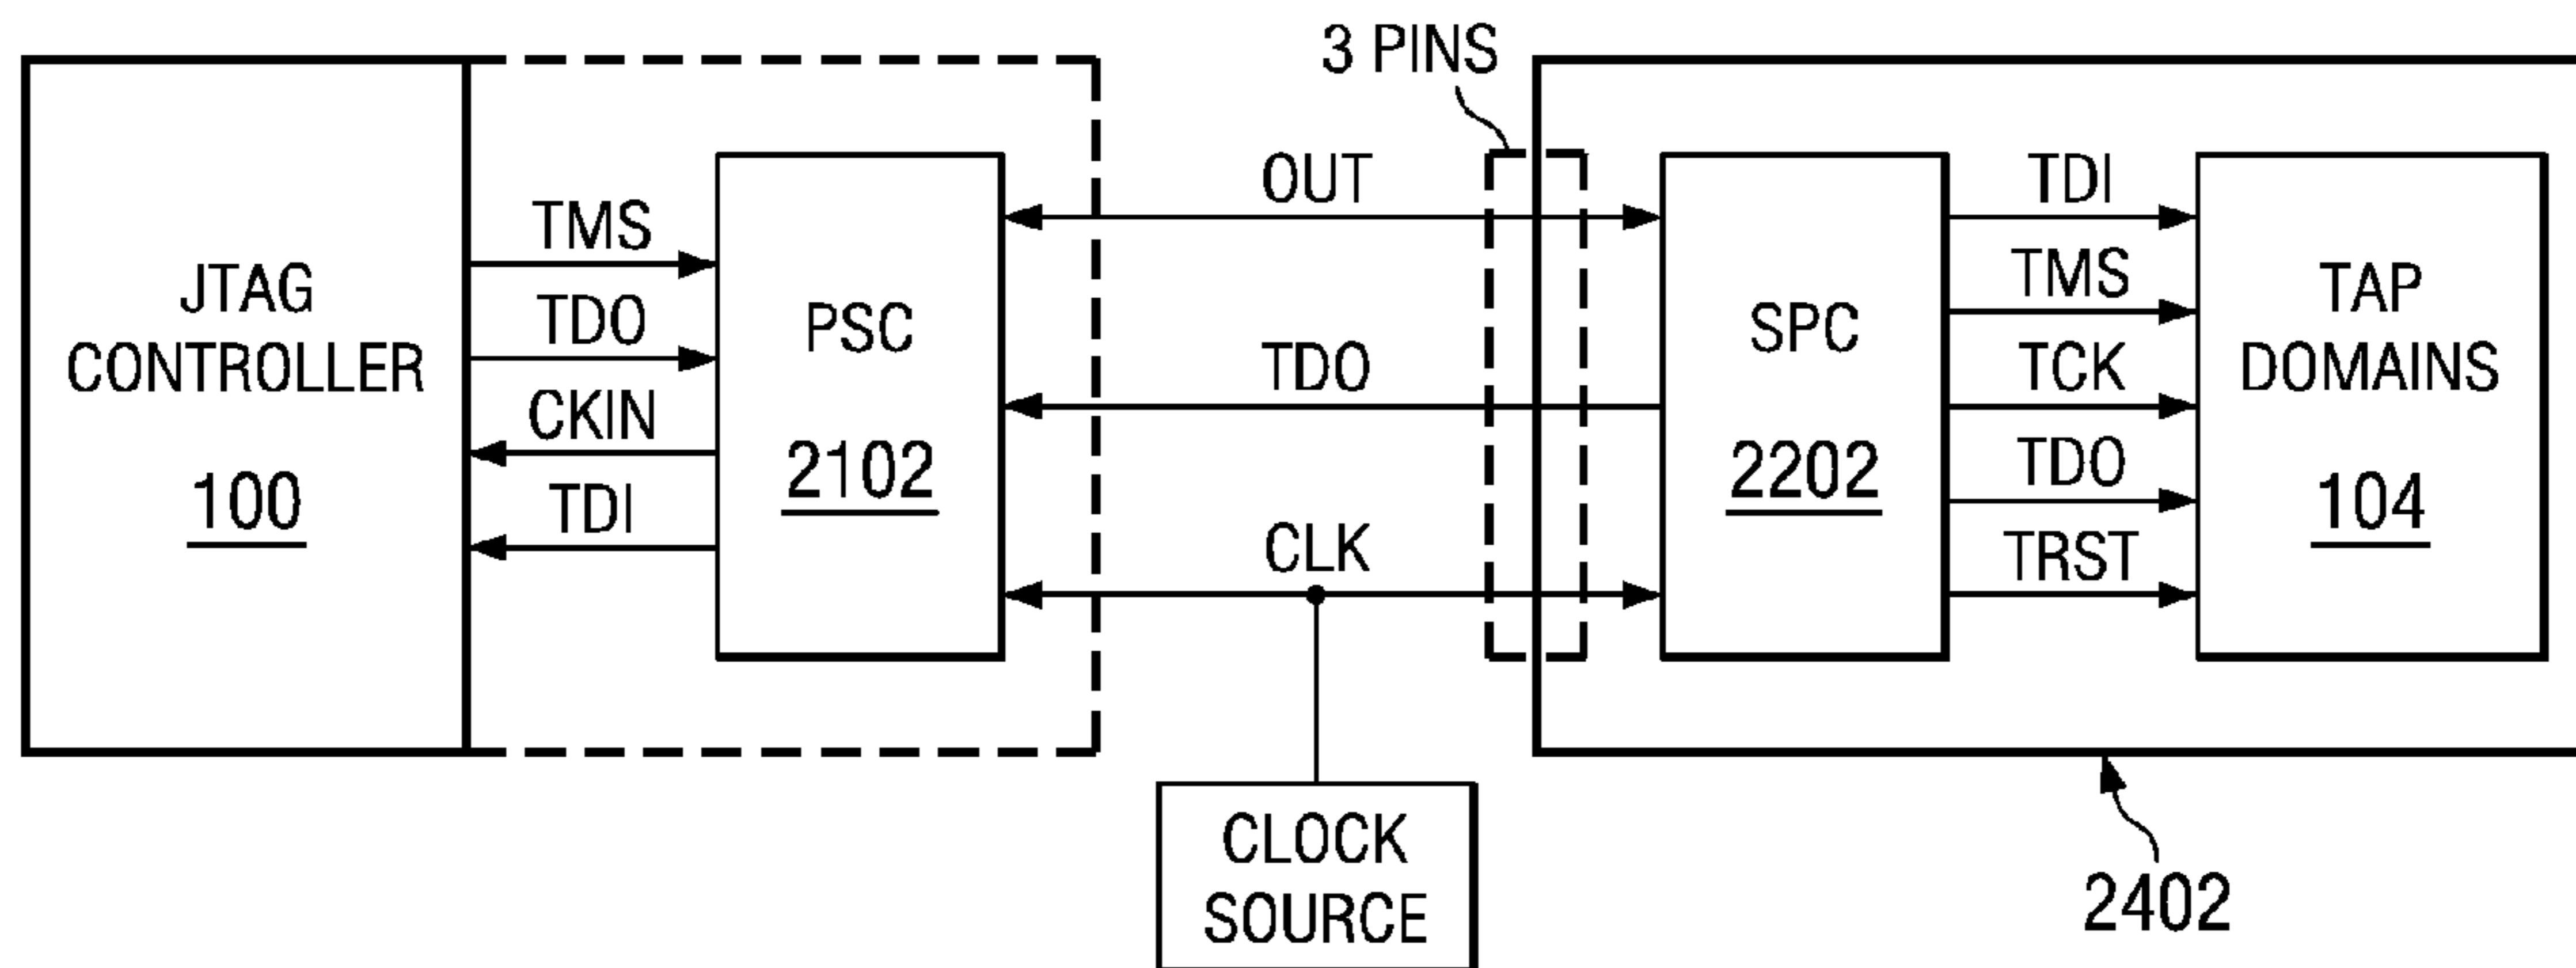 3 PINS
JTAG
CONTROLLER
100
TMS
TDO
CKIN
TDI
PSC
2102
OUT
TDO
CLK
SPC
2202
TDI
TMS
TCK
TDO
TRST
TAP
DOMAINS
104
CLOCK
SOURCE
2402